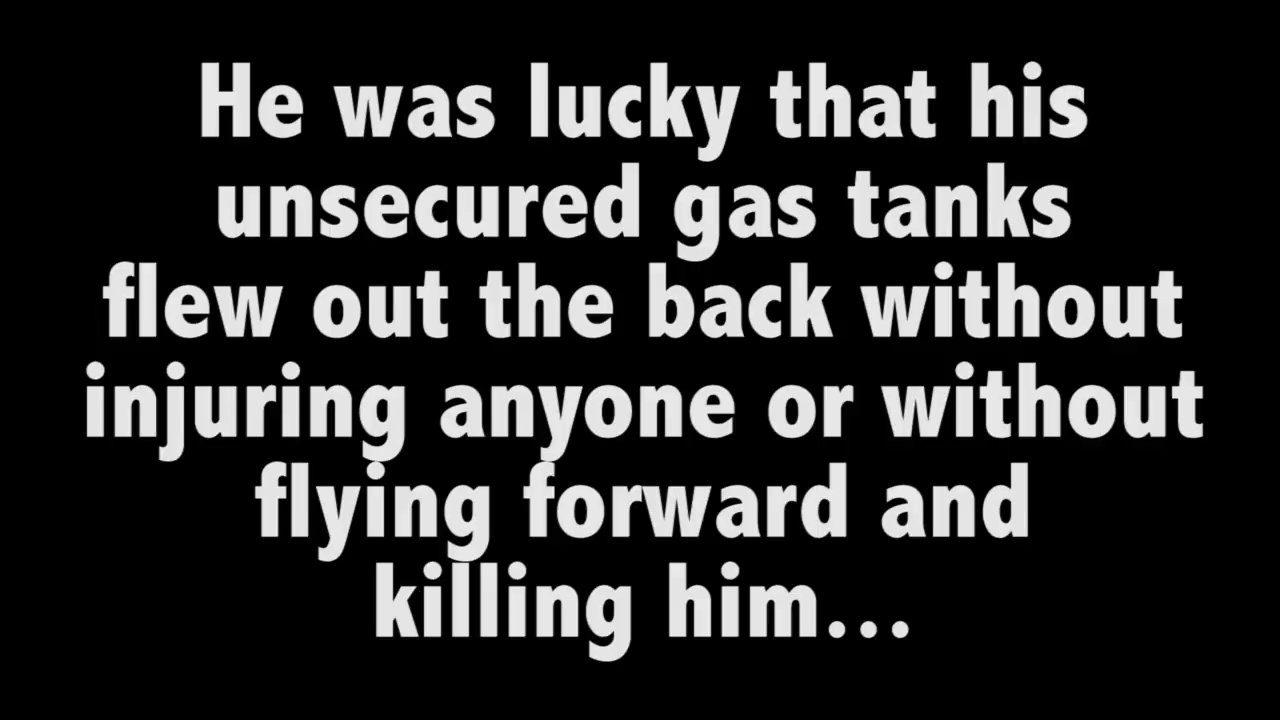 He was lucky that his
unsecured gas tanks
flew out the back without
injuring anyone or without
flying forward and
killing him...